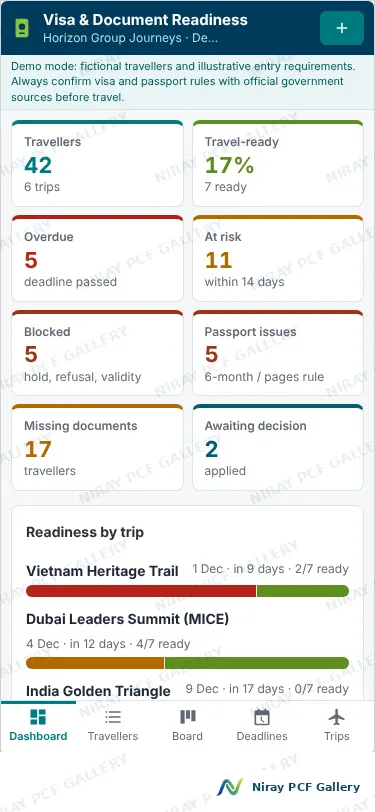 Visa & Document Readiness
Horizon Group Journeys · De...
+
Demo mode: fictional travellers and illustrative entry requirements.
Always confirm visa and passport rules with official government
sources before travel.
Travellers
42
6 trips
Travel-ready
17%
7 ready
Overdue
5
deadline passed
At risk
11
within 14 days
Blocked
5
hold, refusal, validity
Passport issues
5
6-month / pages rule
Missing documents
17
travellers
Awaiting decision
2
applied
Readiness by trip
Vietnam Heritage Trail 1 Dec · in 9 days · 2/7 ready
Dubai Leaders Summit (MICE)
4 Dec · in 12 days · 4/7 ready
India Golden Triangle 9 Dec · in 17 days · 0/7 ready
Dashboard Travellers Board Deadlines Trips
Niray PCF Gallery
NIRAY PCF GALLERY